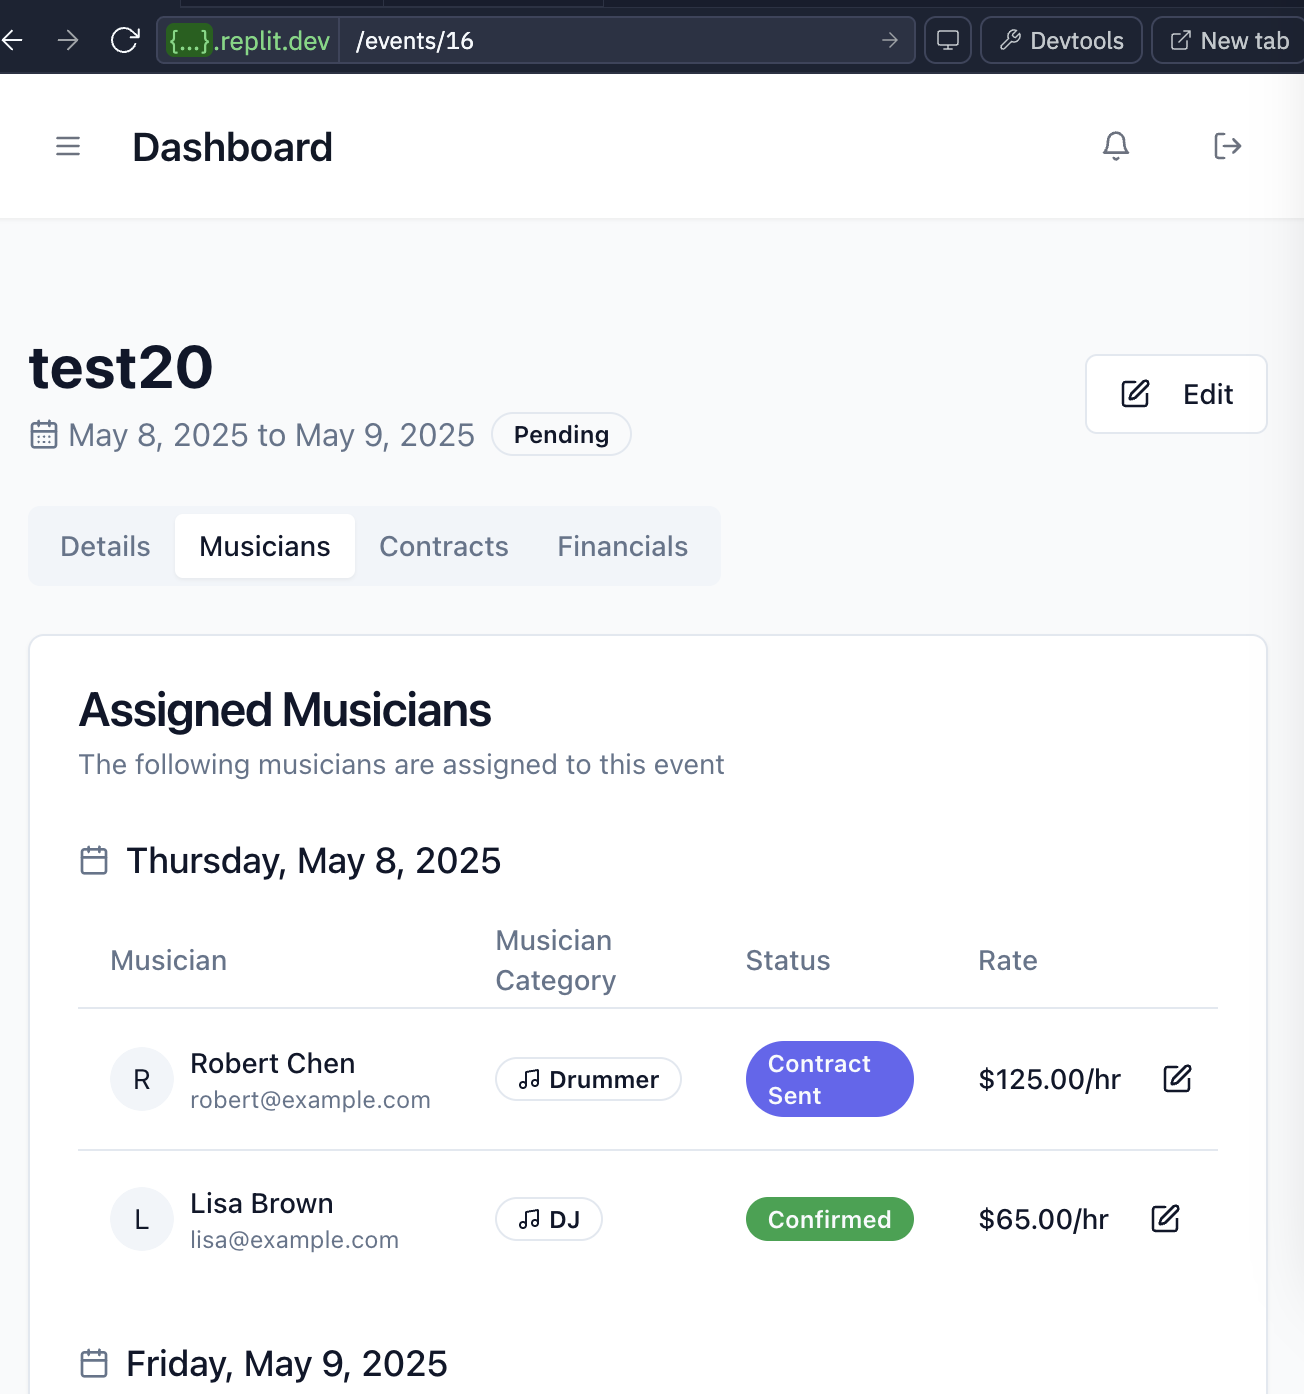 {...}.replit.dev /events/16 Devtools New tab
Dashboard
test20
Edit
May 8, 2025 to May 9, 2025 Pending
Details Musicians Contracts Financials
Assigned Musicians
The following musicians are assigned to this event
Thursday, May 8, 2025
Musician Musician Category Status Rate
R Robert Chen Drummer Contract Sent $125.00/hr
robert@example.com
L Lisa Brown DJ Confirmed $65.00/hr
lisa@example.com
Friday, May 9, 2025